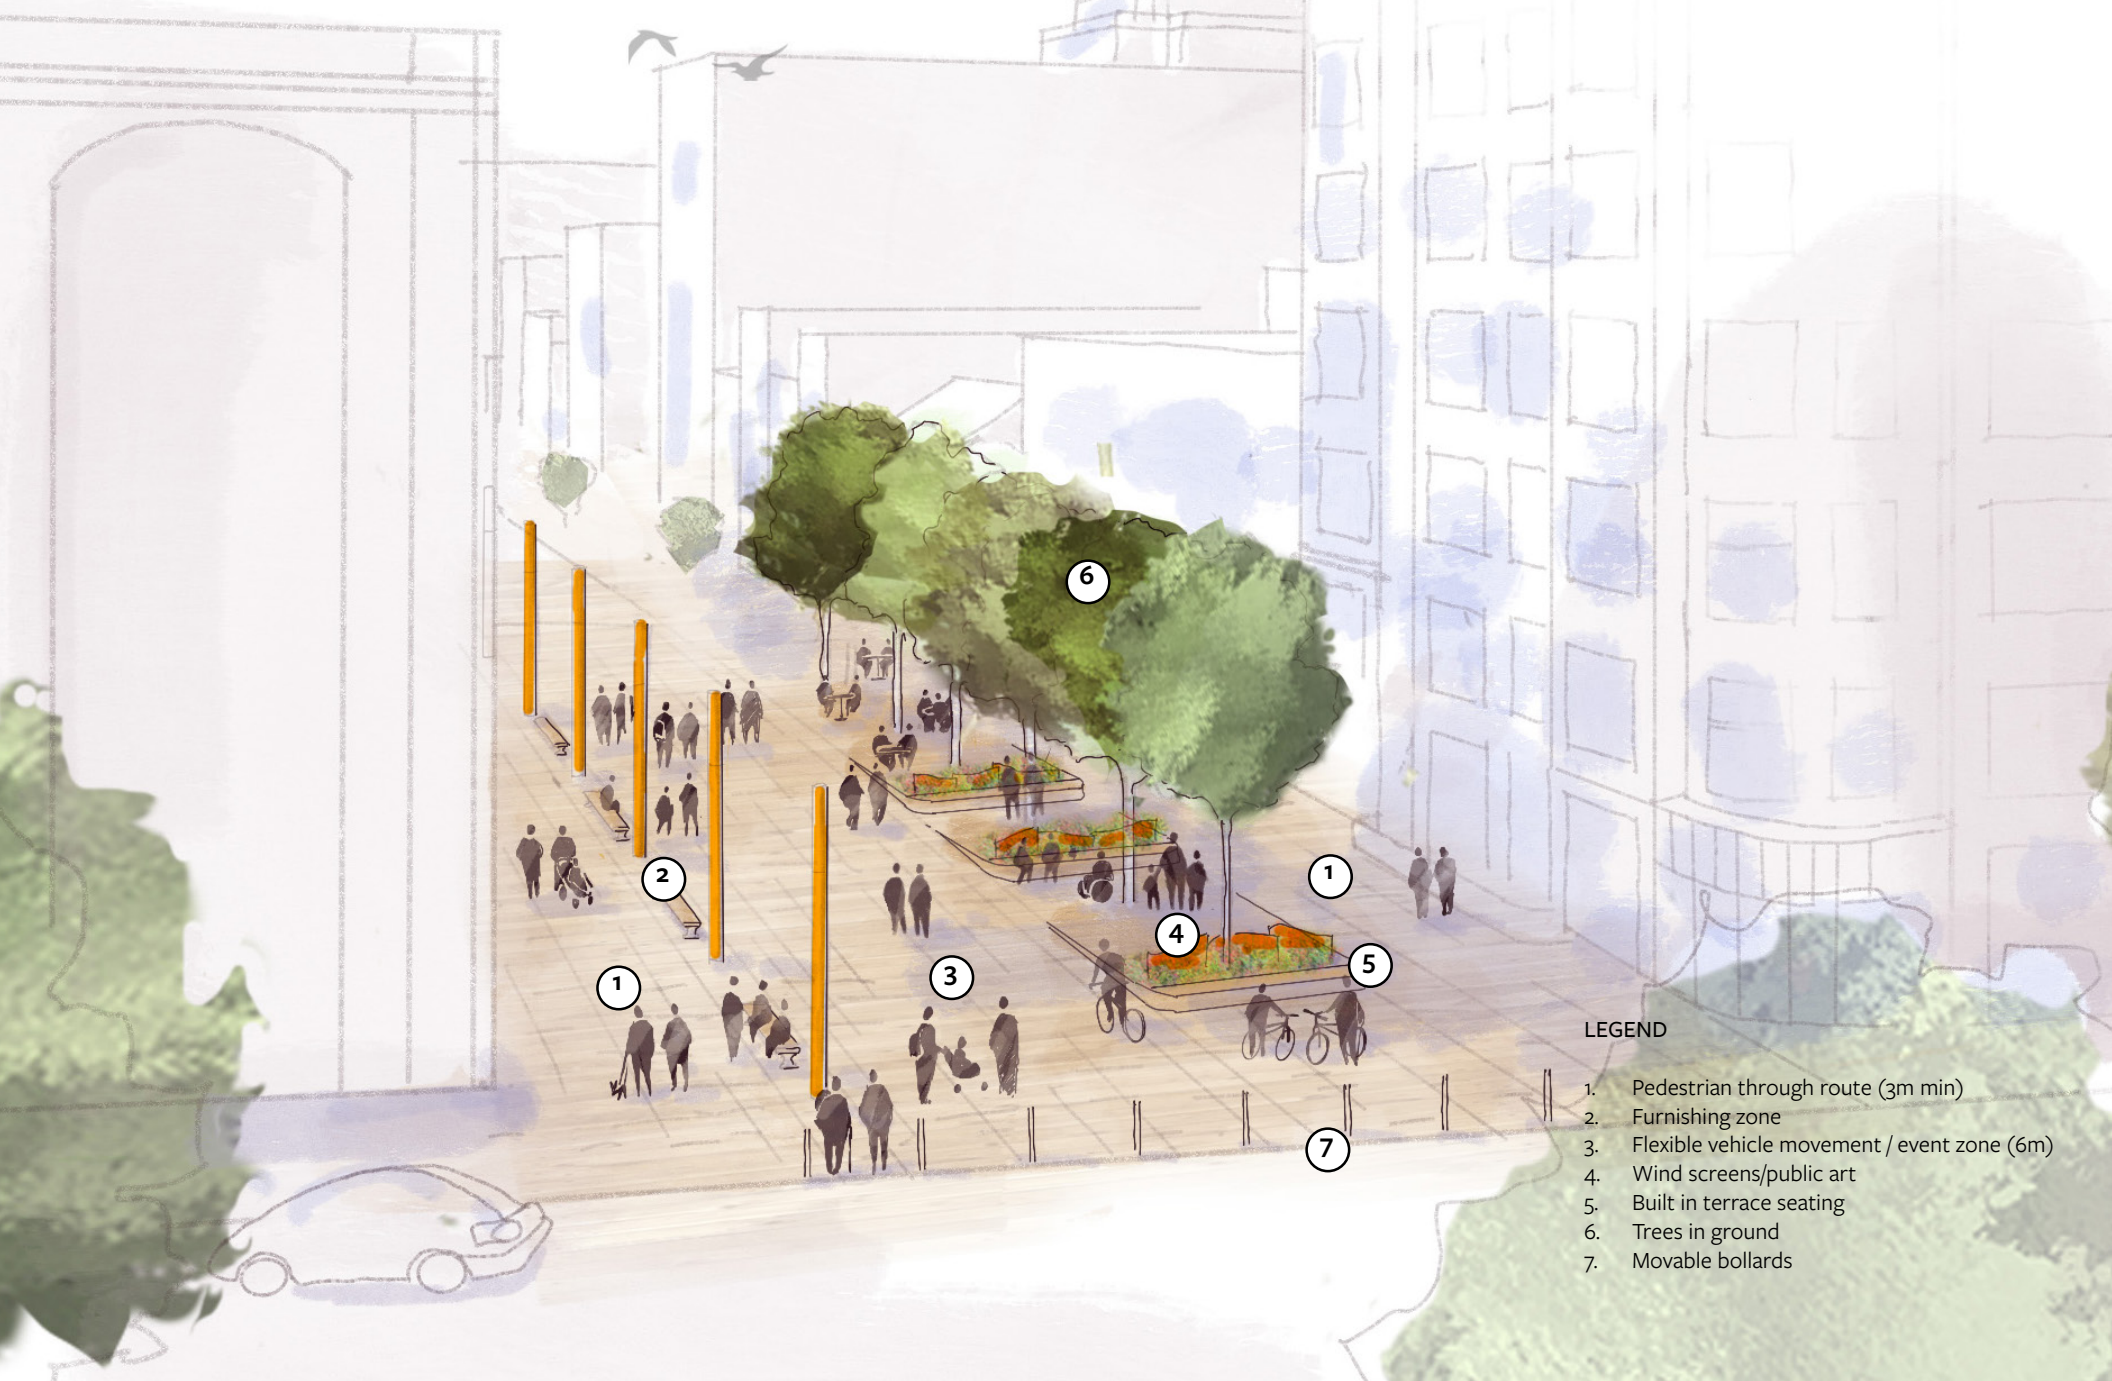 6
2
1
1
4
5
3
7
LEGEND
1. Pedestrian through route (3m min)
2. Furnishing zone
3. Flexible vehicle movement / event zone (6m)
4. Wind screens/public art
5. Built in terrace seating
6. Trees in ground
7. Movable bollards